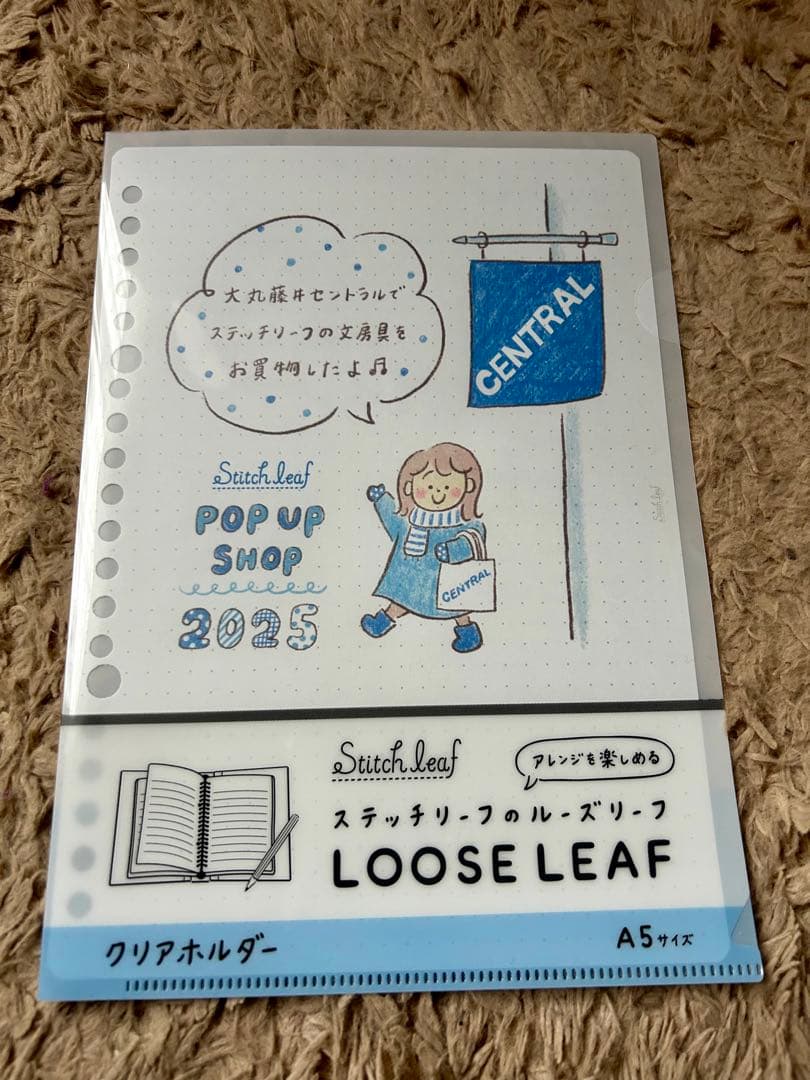 大丸藤井セントラルで
ステッチリーフの文房具を
お買物したよ♫
CENTRAL
Stitch leaf
POP UP
SHOP
2025
CENTRAL
Stitch leaf
Stitch leaf
アレンジを楽しめる
ステッチリーフのルーズリーフ
LOOSE LEAF
クリアホルダー
A5サイズ